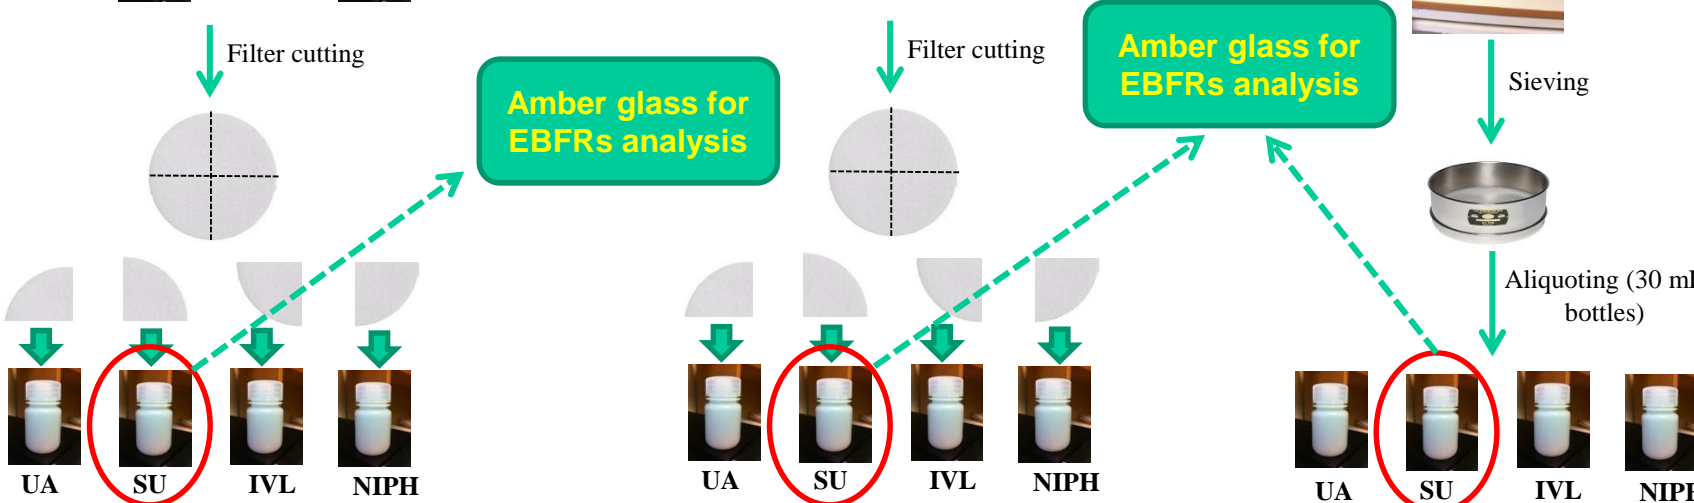 Filter cutting
Amber glass for
EBFRs analysis
UA
SU
IVL
NIPH
Filter cutting
Amber glass for
EBFRs analysis
UA
SU
IVL
NIPH
Sieving
Aliquoting (30 ml
bottles)
UA
SU
IVL
NIPH